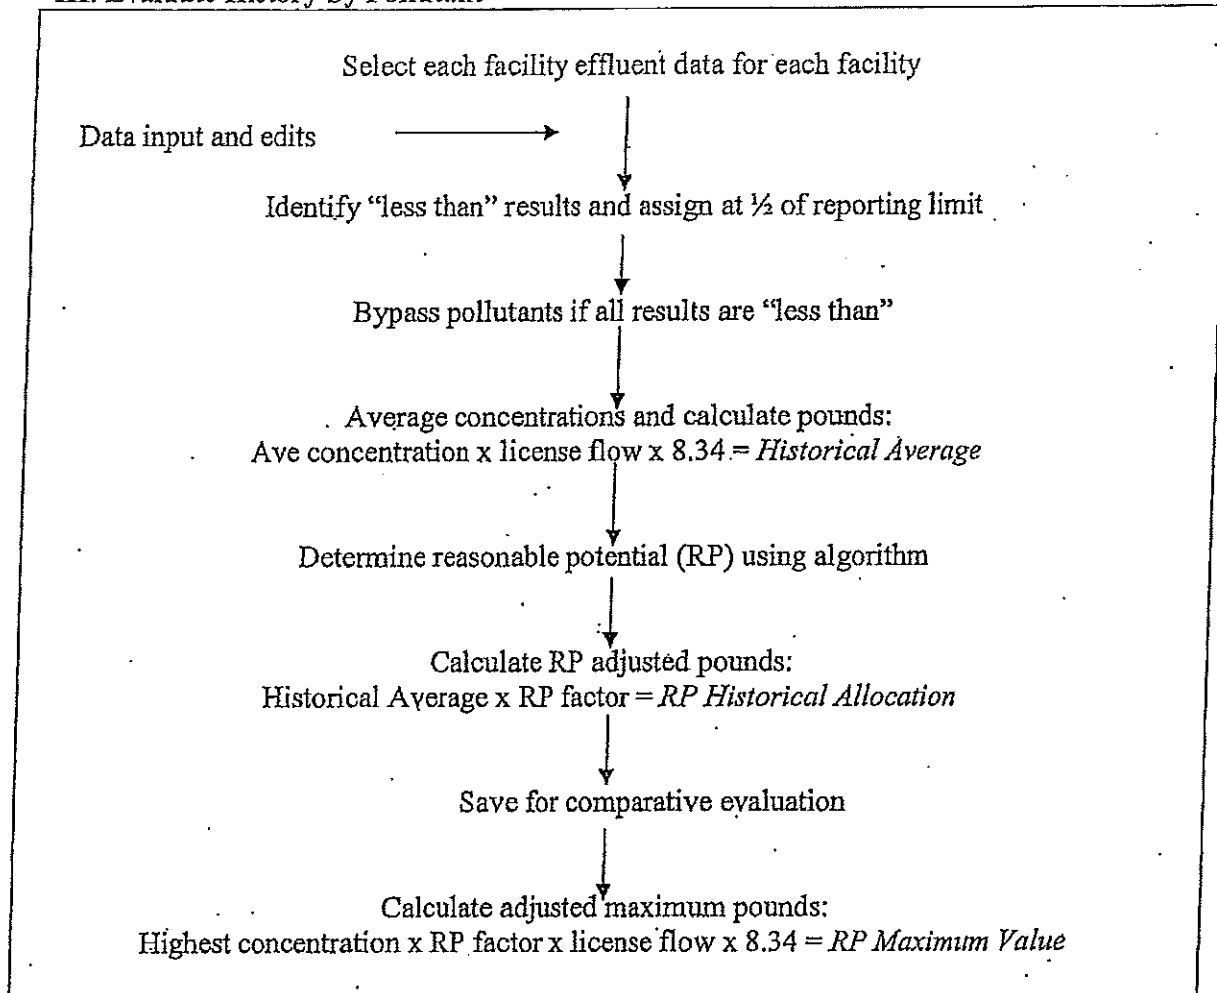 Select each facility effluent data for each facility
Data input and edits
Identify “less than” results and assign at ½ of reporting limit
Bypass pollutants if all results are “less than”
Average concentrations and calculate pounds:
Ave concentration x license flow x 8.34 = Historical Average
Determine reasonable potential (RP) using algorithm
Calculate RP adjusted pounds:
Historical Average x RP factor = RP Historical Allocation
Save for comparative evaluation
Calculate adjusted maximum pounds:
Highest concentration x RP factor x license flow x 8.34 = RP Maximum Value